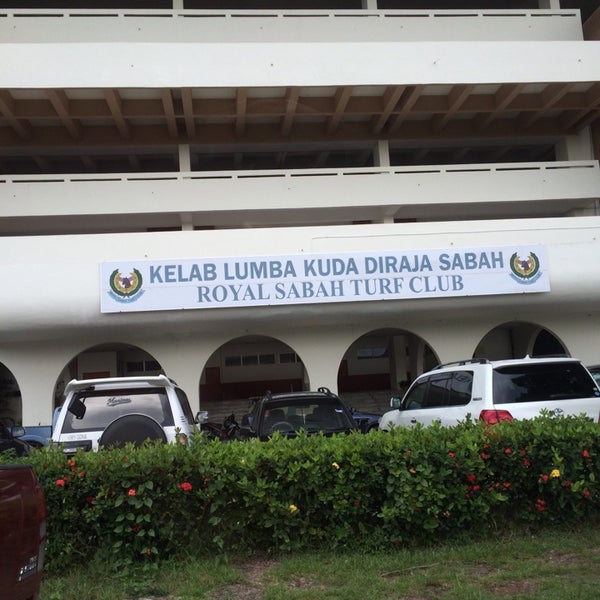 KELAB LUMBA KUDA DIRAJA SABAH
ROYAL SABAH TURF CLUB